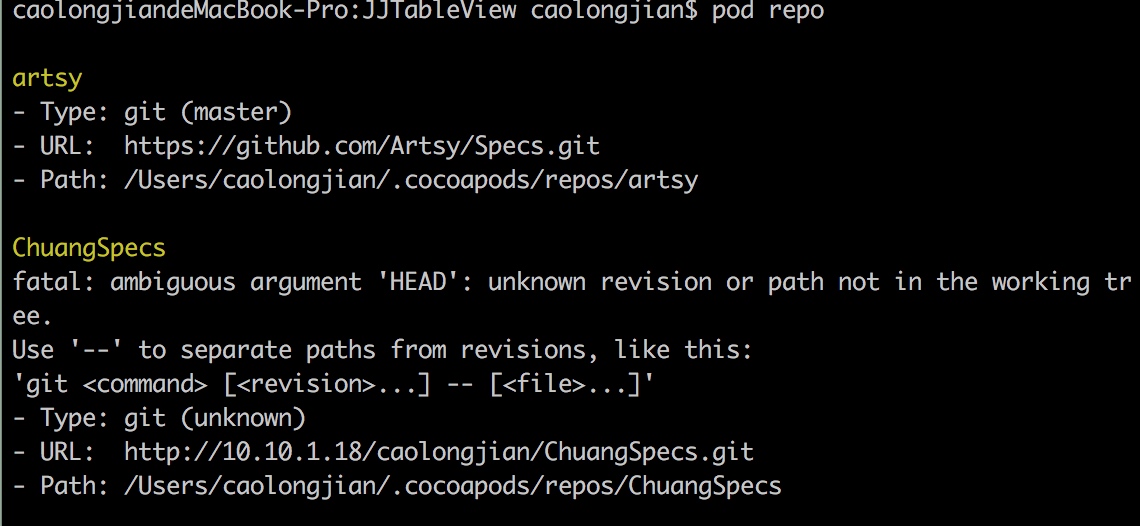 caolongjiandeMacBook-Pro:JJTableView caolongjian$ pod repo
artsy
- Type: git (master)
- URL:  https://github.com/Artsy/Specs.git
- Path: /Users/caolongjian/.cocoapods/repos/artsy
ChuangSpecs
fatal: ambiguous argument 'HEAD': unknown revision or path not in the working tr
ee.
Use '--' to separate paths from revisions, like this:
'git <command> [<revision>...] -- [<file>...]'
- Type: git (unknown)
- URL:  http://10.10.1.18/caolongjian/ChuangSpecs.git
- Path: /Users/caolongjian/.cocoapods/repos/ChuangSpecs